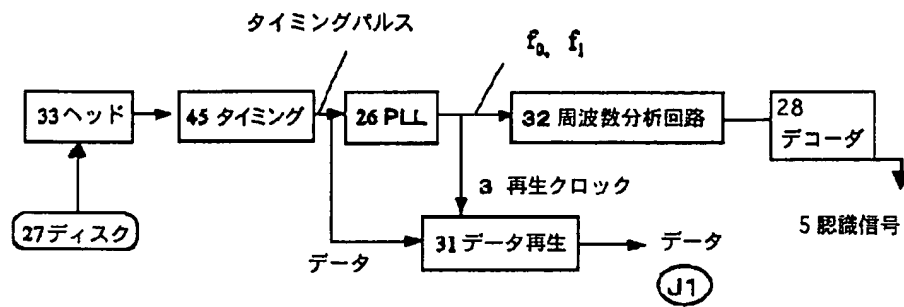 タイミングパルス
f₀、f₁
33ヘッド
45 タイミング
26 PLL
32 周波数分析回路
28
デコーダ
3 再生クロック
5 認識信号
27ディスク
データ
31データ再生
データ
J1